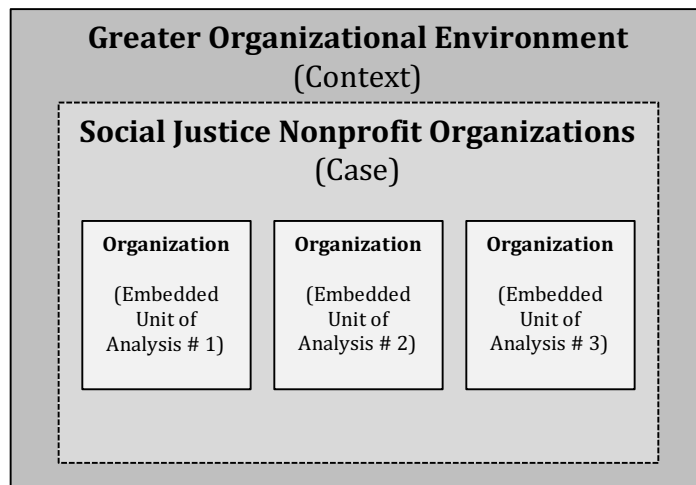 Greater Organizational Environment
(Context)
Social Justice Nonprofit Organizations
(Case)
Organization
(Embedded
Unit of
Analysis # 1)
Organization
(Embedded
Unit of
Analysis # 2)
Organization
(Embedded
Unit of
Analysis # 3)